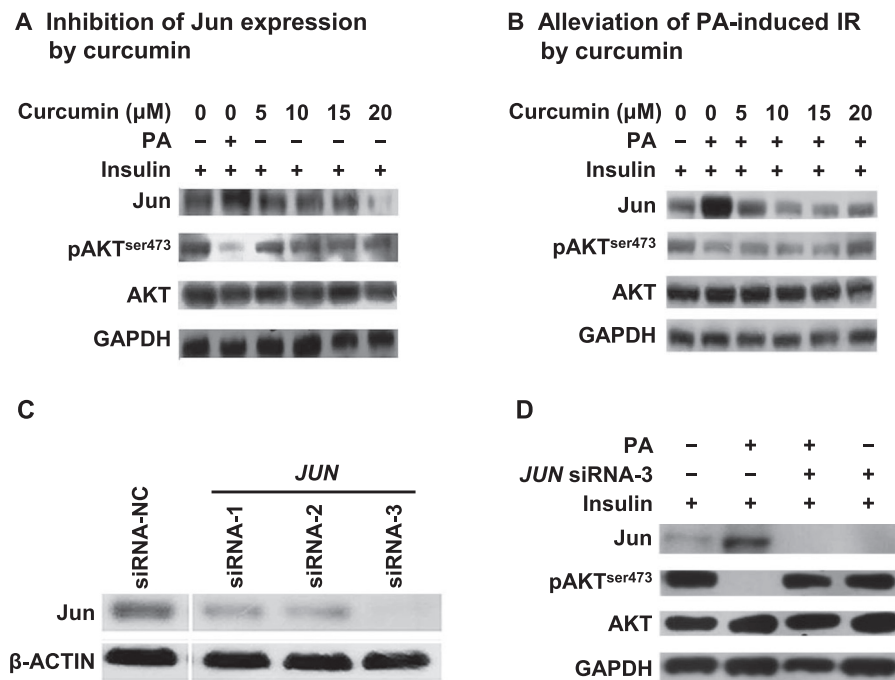 A Inhibition of Jun expression
by curcumin
Curcumin (µM) 0 0 5 10 15 20
PA – + – – – –
Insulin + + + + + +
Jun
pAKTser473
AKT
GAPDH
B Alleviation of PA-induced IR
by curcumin
Curcumin (µM) 0 0 5 10 15 20
PA – + + + + +
Insulin + + + + + +
Jun
pAKTser473
AKT
GAPDH
C
JUN
siRNA-NC
siRNA-1
siRNA-2
siRNA-3
Jun
β-ACTIN
D
PA – + + –
JUN siRNA-3 – – + +
Insulin + + + +
Jun
pAKTser473
AKT
GAPDH